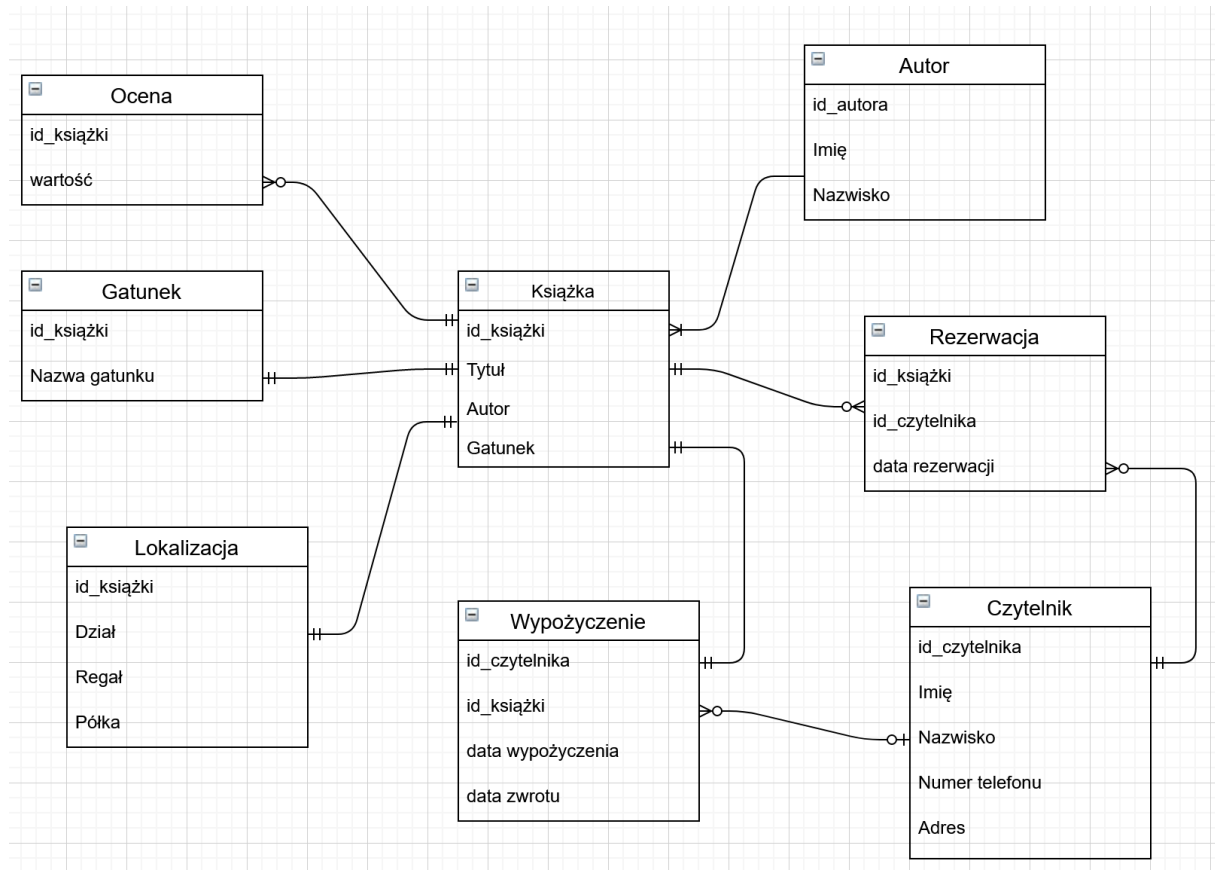 Ocena
id_książki
wartość
Gatunek
id_książki
Nazwa gatunku
Lokalizacja
id_książki
Dział
Regał
Półka
Książka
id_książki
Tytuł
Autor
Gatunek
Wypożyczenie
id_czytelnika
id_książki
data wypożyczenia
data zwrotu
Autor
id_autora
Imię
Nazwisko
Rezerwacja
id_książki
id_czytelnika
data rezerwacji
Czytelnik
id_czytelnika
Imię
Nazwisko
Numer telefonu
Adres